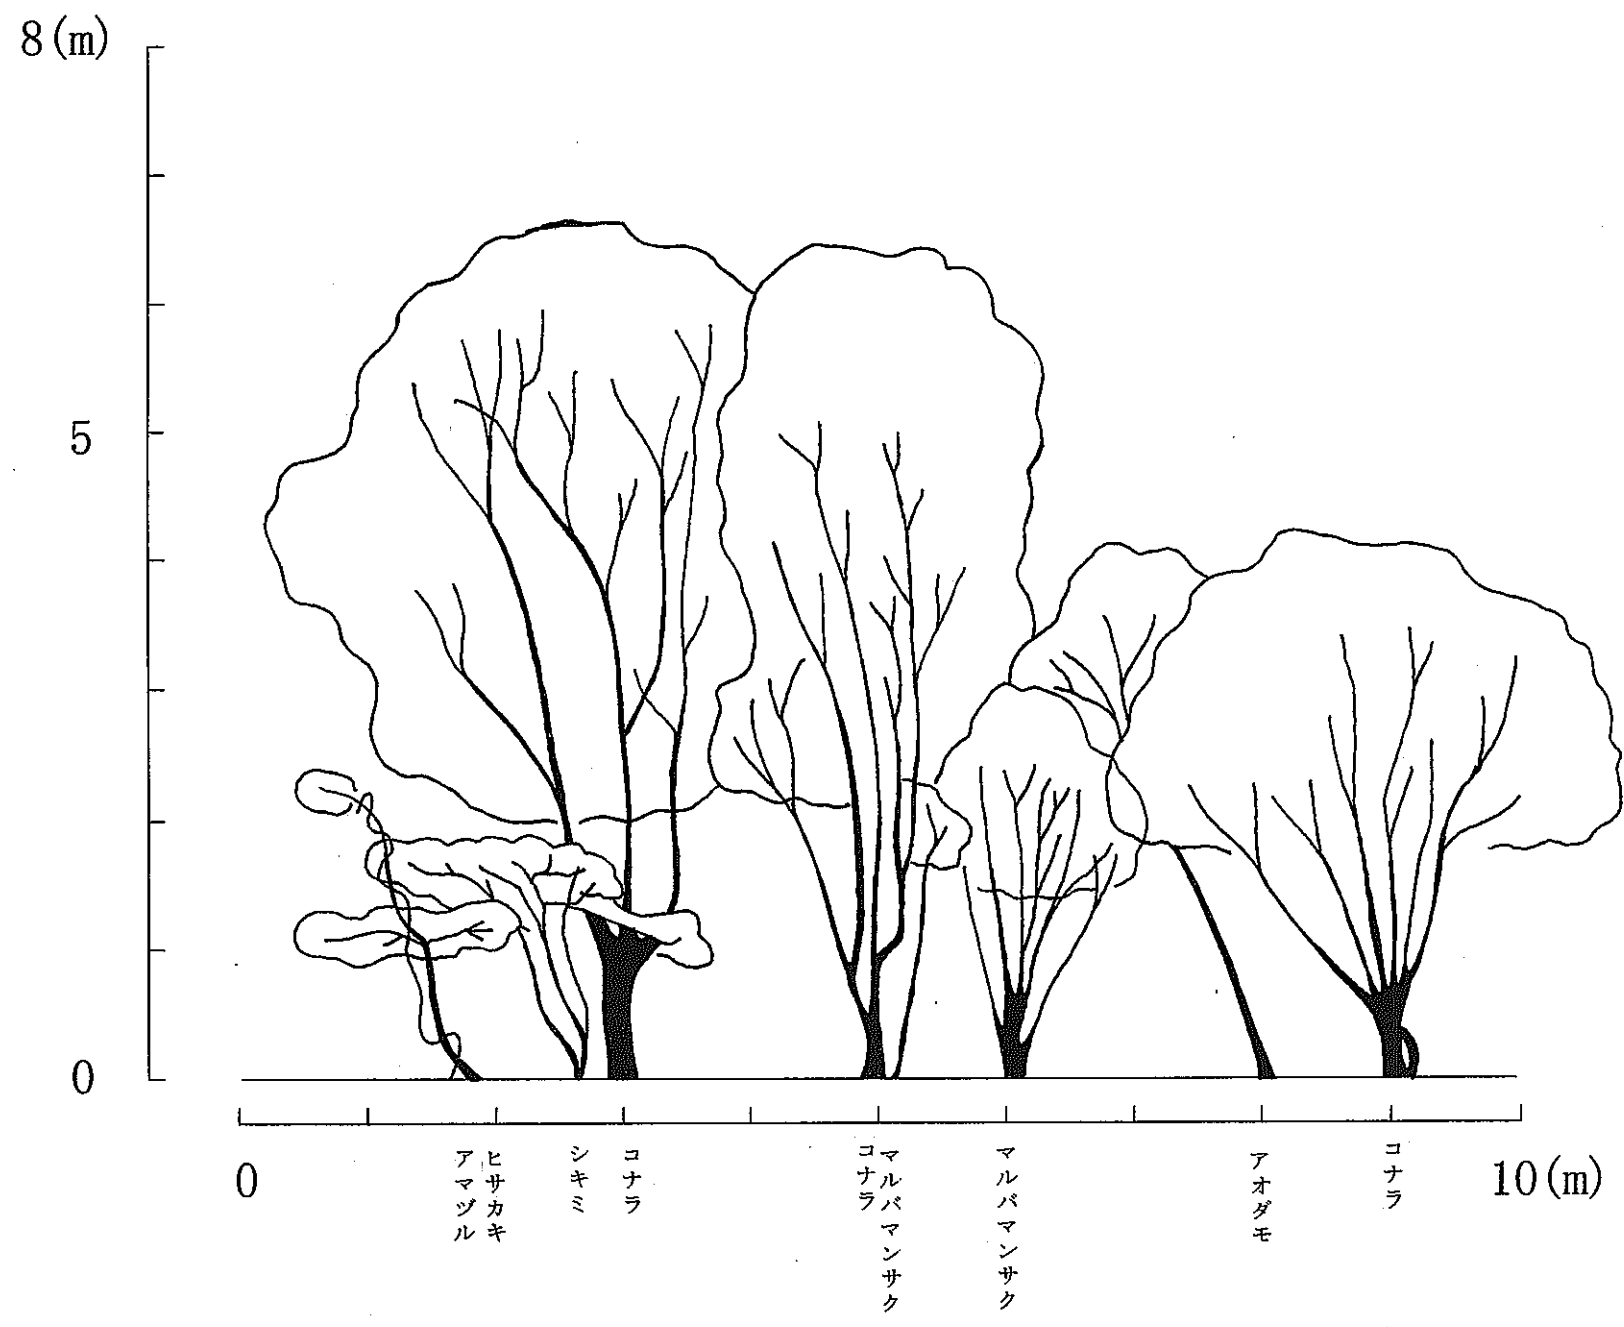 8(m)
5
0
0
10(m)
アマヅル
ヒサカキ
シキミ
コナラ
コナラ
マルバマンサク
マルバマンサク
アオダモ
コナラ